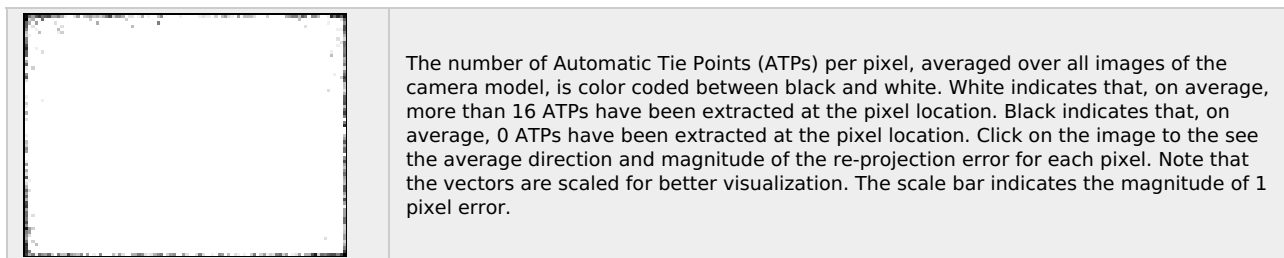 The number of Automatic Tie Points (ATPs) per pixel, averaged over all images of the
camera model, is color coded between black and white. White indicates that, on average,
more than 16 ATPs have been extracted at the pixel location. Black indicates that, on
average, 0 ATPs have been extracted at the pixel location. Click on the image to the see
the average direction and magnitude of the re-projection error for each pixel. Note that
the vectors are scaled for better visualization. The scale bar indicates the magnitude of 1
pixel error.